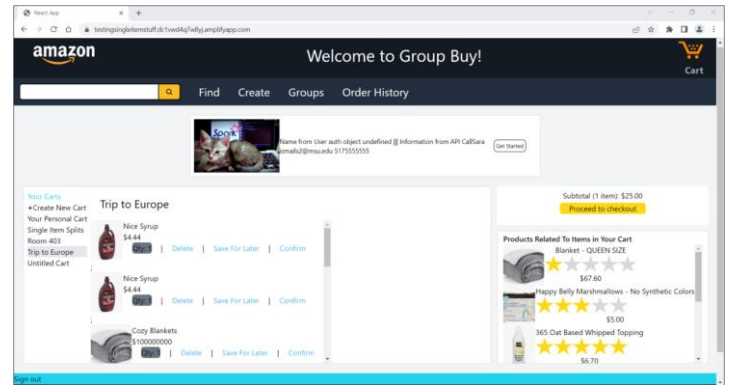 React App
testingsingleitemstuff.dc1vwd4q7w8yj.amplifyapp.com
amazon
Welcome to Group Buy!
Cart
Find Create Groups Order History
Spark
Name from User auth object undefined ||| Information from API CallSara
ismails2@msu.edu 5175555555
Get Started
Your Carts
+Create New Cart
Your Personal Cart
Single Item Splits
Room 403
Trip to Europe
Untitled Cart
Trip to Europe
Nice Syrup
$4.44
Qty: 1 | Delete | Save For Later | Confirm
;
Nice Syrup
$4.44
Qty: 1 | Delete | Save For Later | Confirm
;
Cozy Blankets
$100000000
Qty: 1 | Delete | Save For Later | Confirm
Subtotal (1 item): $25.00
Proceed to checkout
Products Related To Items in Your Cart
Blanket - QUEEN SIZE
$67.60
Happy Belly Marshmallows - No Synthetic Colors
$5.00
365 Oat Based Whipped Topping
$6.70
Sign out